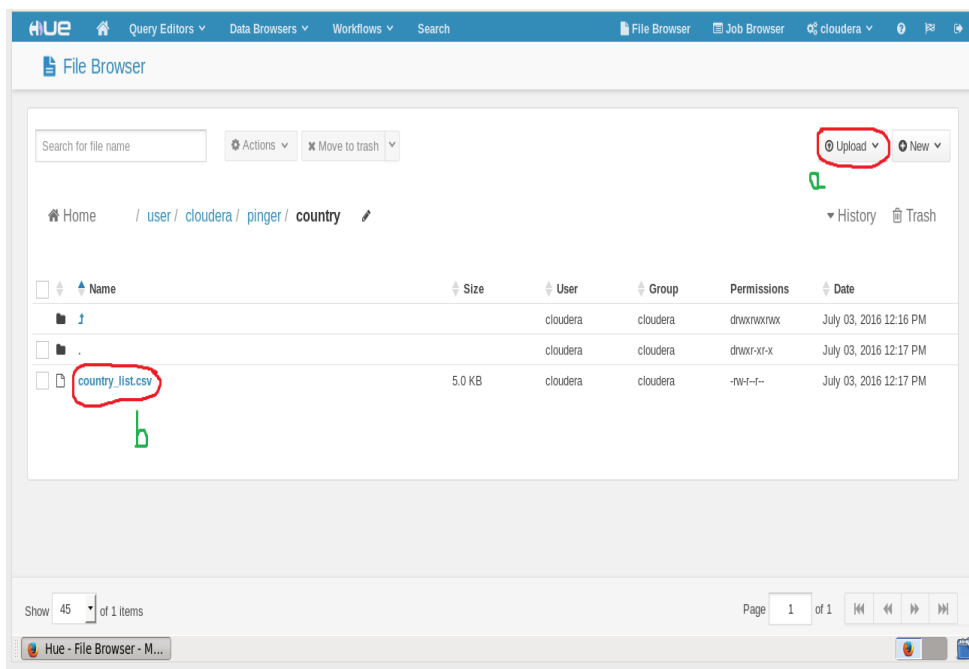 HUE Query Editors Data Browsers Workflows Search File Browser Job Browser cloudera
File Browser
Search for file name Actions Move to trash Upload New
a
Home / user / cloudera / pinger / country History Trash
Name Size User Group Permissions Date
cloudera cloudera drwxrwxrwx July 03, 2016 12:16 PM
. cloudera cloudera drwxr-xr-x July 03, 2016 12:17 PM
country_list.csv 5.0 KB cloudera cloudera -rw-r--r-- July 03, 2016 12:17 PM
b
Show 45 of 1 items Page 1 of 1
Hue - File Browser - M...